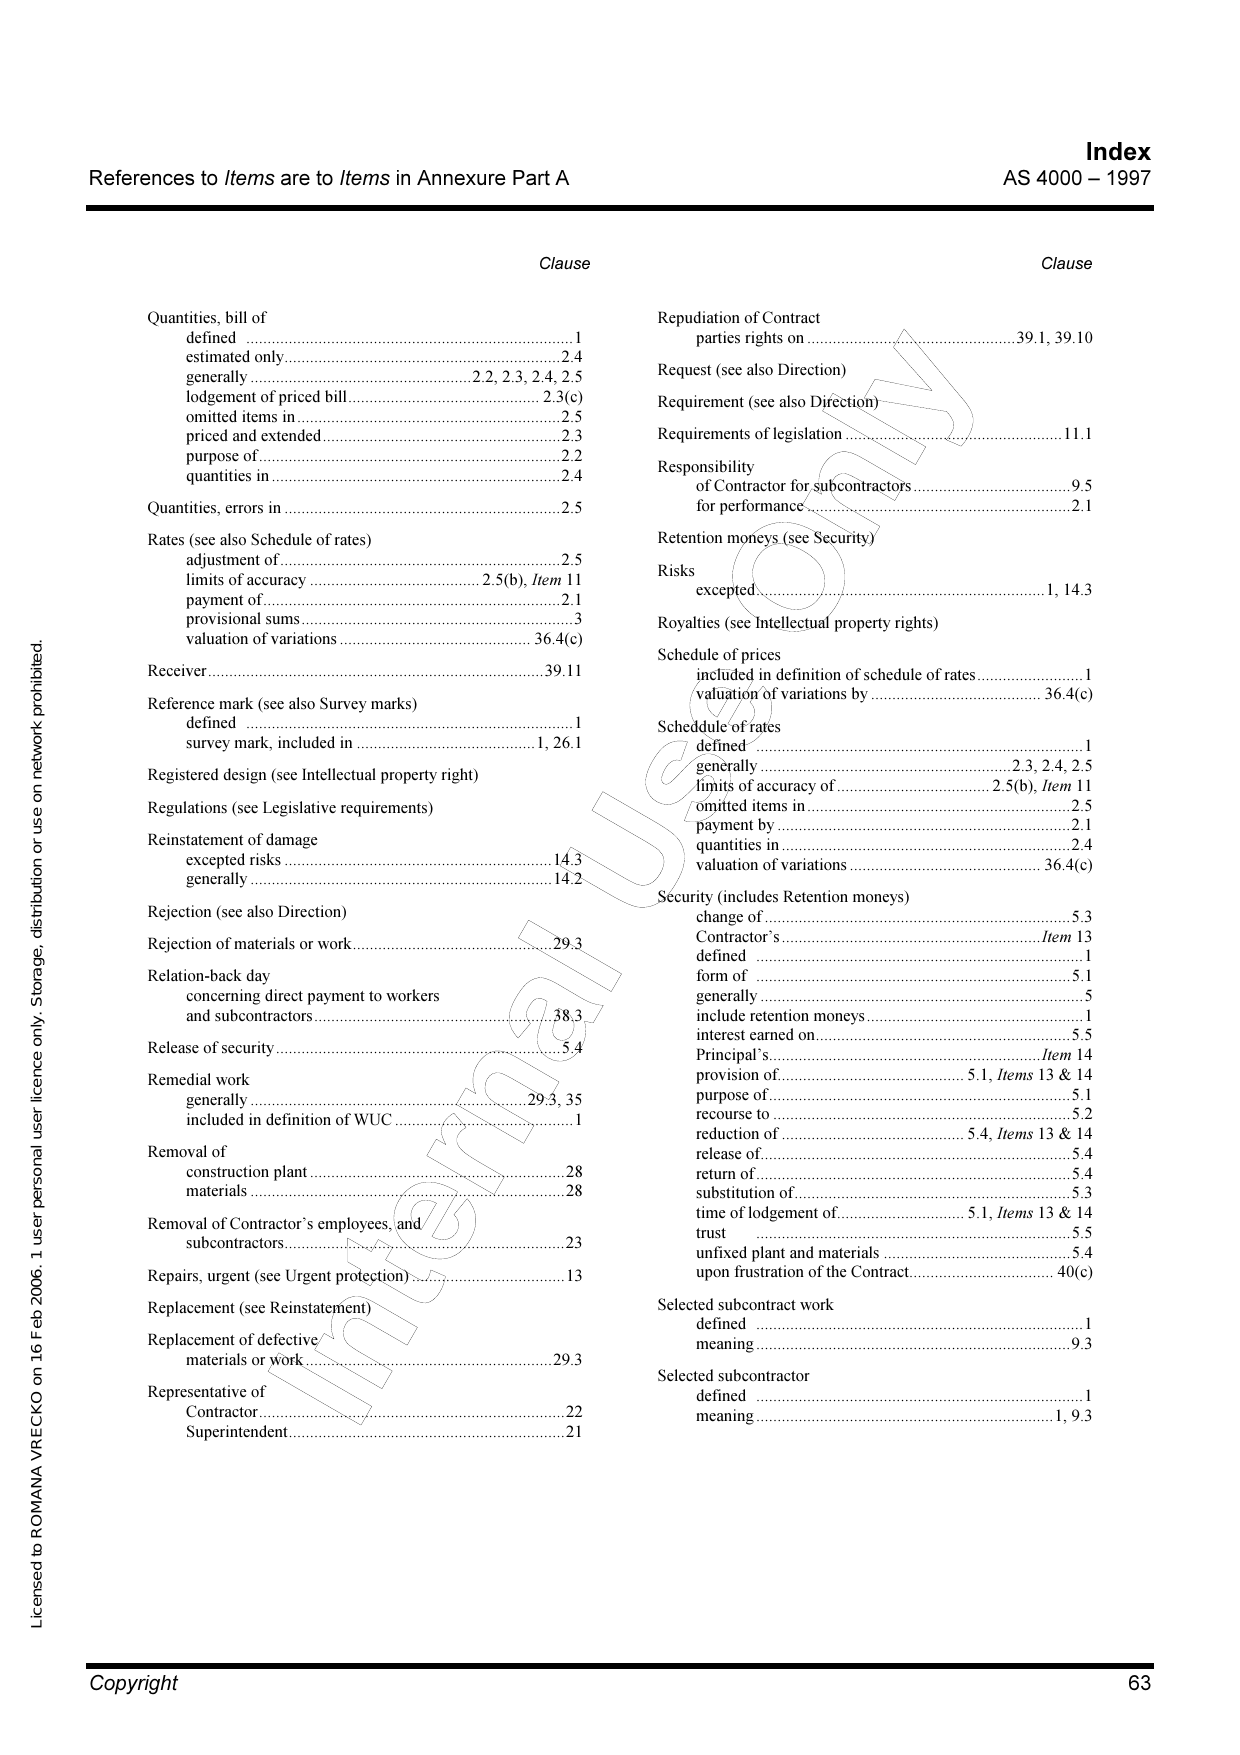 Index
References to Items are to Items in Annexure Part A AS 4000 – 1997
Clause
Quantities, bill of
defined ............................................................................. 1
estimated only................................................................. 2.4
generally .................................................... 2.2, 2.3, 2.4, 2.5
lodgement of priced bill............................................. 2.3(c)
omitted items in .............................................................. 2.5
priced and extended........................................................ 2.3
purpose of ....................................................................... 2.2
quantities in .................................................................... 2.4
Quantities, errors in ................................................................. 2.5
Rates (see also Schedule of rates)
adjustment of .................................................................. 2.5
limits of accuracy ........................................ 2.5(b), Item 11
payment of ...................................................................... 2.1
provisional sums ................................................................ 3
valuation of variations ............................................. 36.4(c)
Receiver ............................................................................... 39.11
Reference mark (see also Survey marks)
defined ............................................................................. 1
survey mark, included in .......................................... 1, 26.1
Registered design (see Intellectual property right)
Regulations (see Legislative requirements)
Reinstatement of damage
excepted risks ............................................................... 14.3
generally ....................................................................... 14.2
Rejection (see also Direction)
Rejection of materials or work............................................... 29.3
Relation-back day
concerning direct payment to workers
and subcontractors ........................................................ 38.3
Release of security ................................................................... 5.4
Remedial work
generally ................................................................. 29.3, 35
included in definition of WUC .......................................... 1
Removal of
construction plant ............................................................ 28
materials .......................................................................... 28
Removal of Contractor’s employees, and
subcontractors.................................................................. 23
Repairs, urgent (see Urgent protection) .................................... 13
Replacement (see Reinstatement)
Replacement of defective
materials or work .......................................................... 29.3
Representative of
Contractor ........................................................................ 22
Superintendent................................................................. 21
Clause
Repudiation of Contract
parties rights on ................................................. 39.1, 39.10
Request (see also Direction)
Requirement (see also Direction)
Requirements of legislation ................................................... 11.1
Responsibility
of Contractor for subcontractors ..................................... 9.5
for performance .............................................................. 2.1
Retention moneys (see Security)
Risks
excepted.................................................................... 1, 14.3
Royalties (see Intellectual property rights)
Schedule of prices
included in definition of schedule of rates ......................... 1
valuation of variations by ........................................ 36.4(c)
Scheddule of rates
defined ............................................................................. 1
generally ........................................................... 2.3, 2.4, 2.5
limits of accuracy of .................................... 2.5(b), Item 11
omitted items in .............................................................. 2.5
payment by ..................................................................... 2.1
quantities in .................................................................... 2.4
valuation of variations ............................................. 36.4(c)
Security (includes Retention moneys)
change of ........................................................................ 5.3
Contractor’s ............................................................. Item 13
defined ............................................................................. 1
form of .......................................................................... 5.1
generally ............................................................................ 5
include retention moneys ................................................... 1
interest earned on............................................................ 5.5
Principal’s................................................................ Item 14
provision of............................................ 5.1, Items 13 & 14
purpose of ....................................................................... 5.1
recourse to ...................................................................... 5.2
reduction of ........................................... 5.4, Items 13 & 14
release of......................................................................... 5.4
return of .......................................................................... 5.4
substitution of ................................................................. 5.3
time of lodgement of.............................. 5.1, Items 13 & 14
trust .......................................................................... 5.5
unfixed plant and materials ............................................ 5.4
upon frustration of the Contract.................................. 40(c)
Selected subcontract work
defined ............................................................................. 1
meaning .......................................................................... 9.3
Selected subcontractor
defined ............................................................................. 1
meaning ...................................................................... 1, 9.3
Internal Use Only
Licensed to ROMANA VRECKO on 16 Feb 2006. 1 user personal user licence only. Storage, distribution or use on network prohibited.
Copyright 63